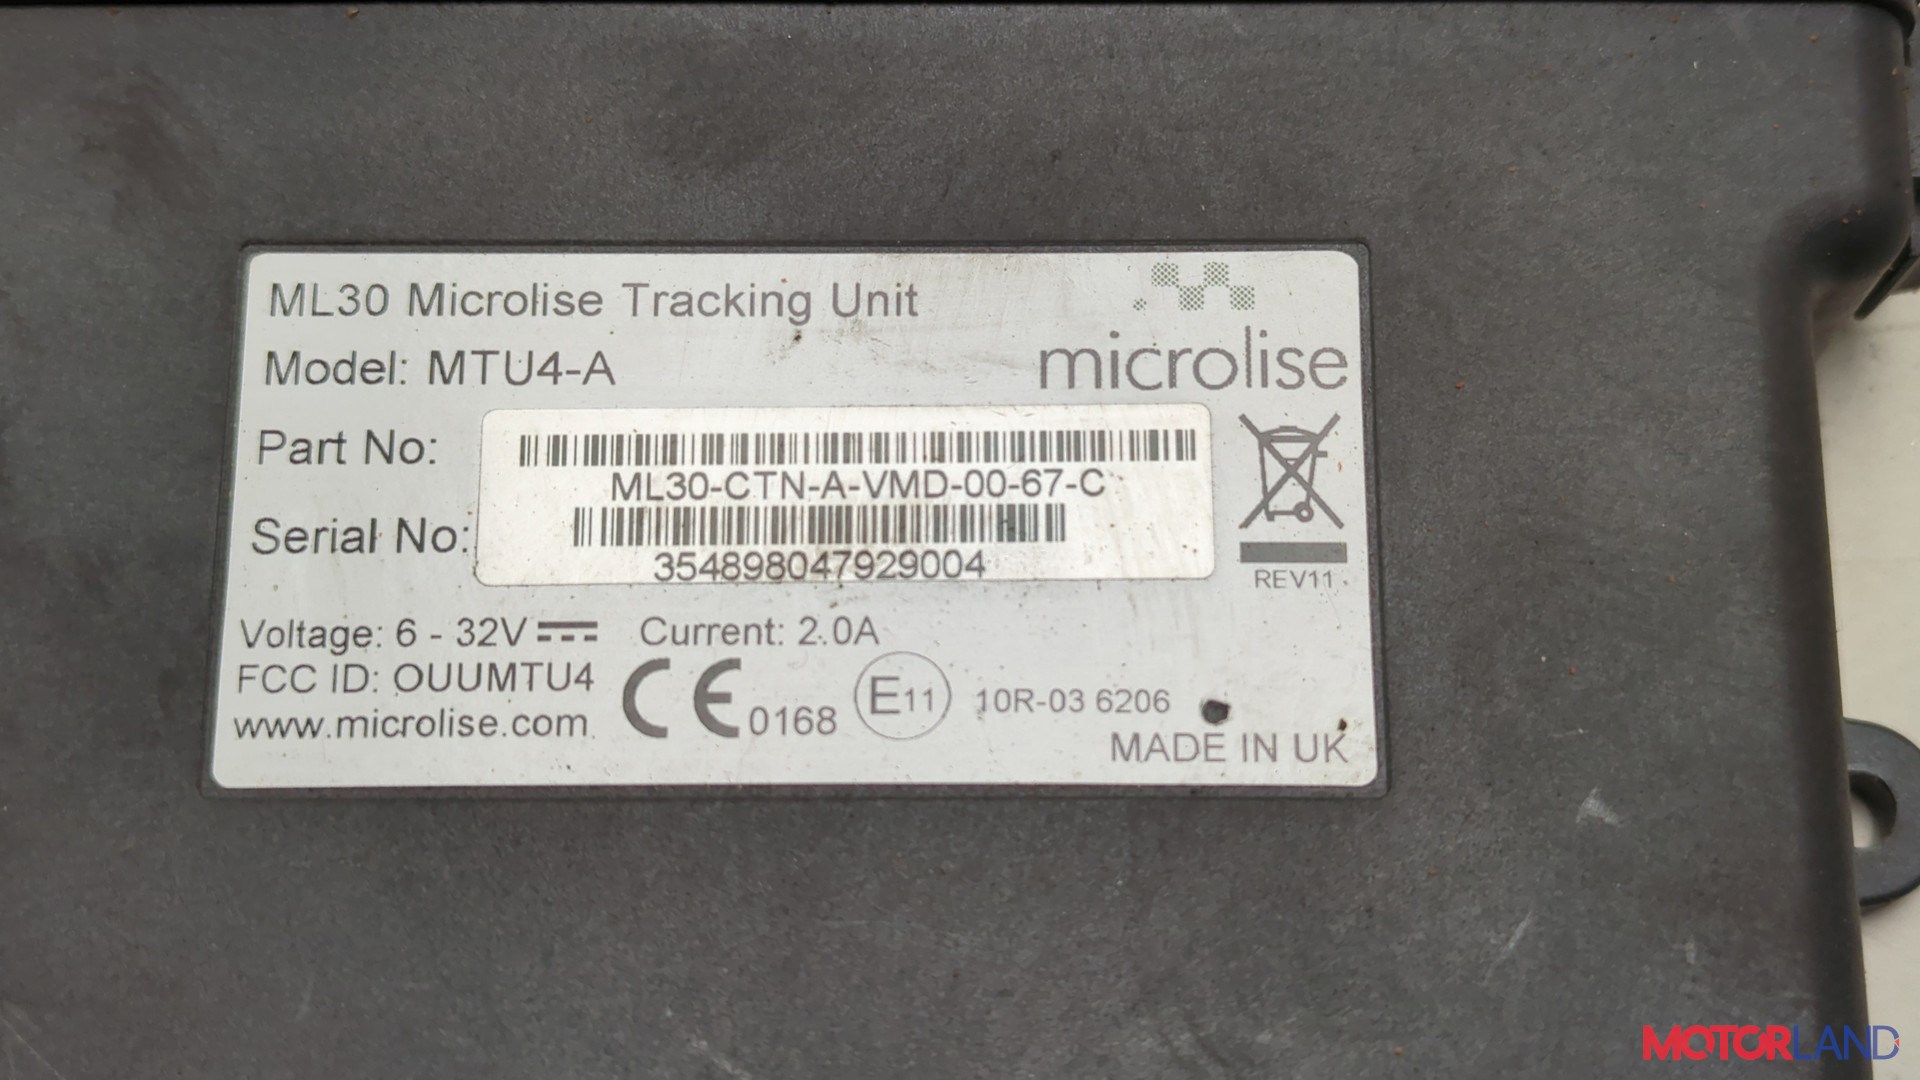 ML30 Microlise Tracking Unit
Model: MTU4-A
microlise
Part No:
ML30-CTN-A-VMD-00-67-C
Serial No:
354898047929004
REV11
Voltage: 6 - 32V Current: 2.0A
FCC ID: OUUMTU4
www.microlise.com
CE 0168
E11
10R-03 6206
MADE IN UK
MOTORLAND